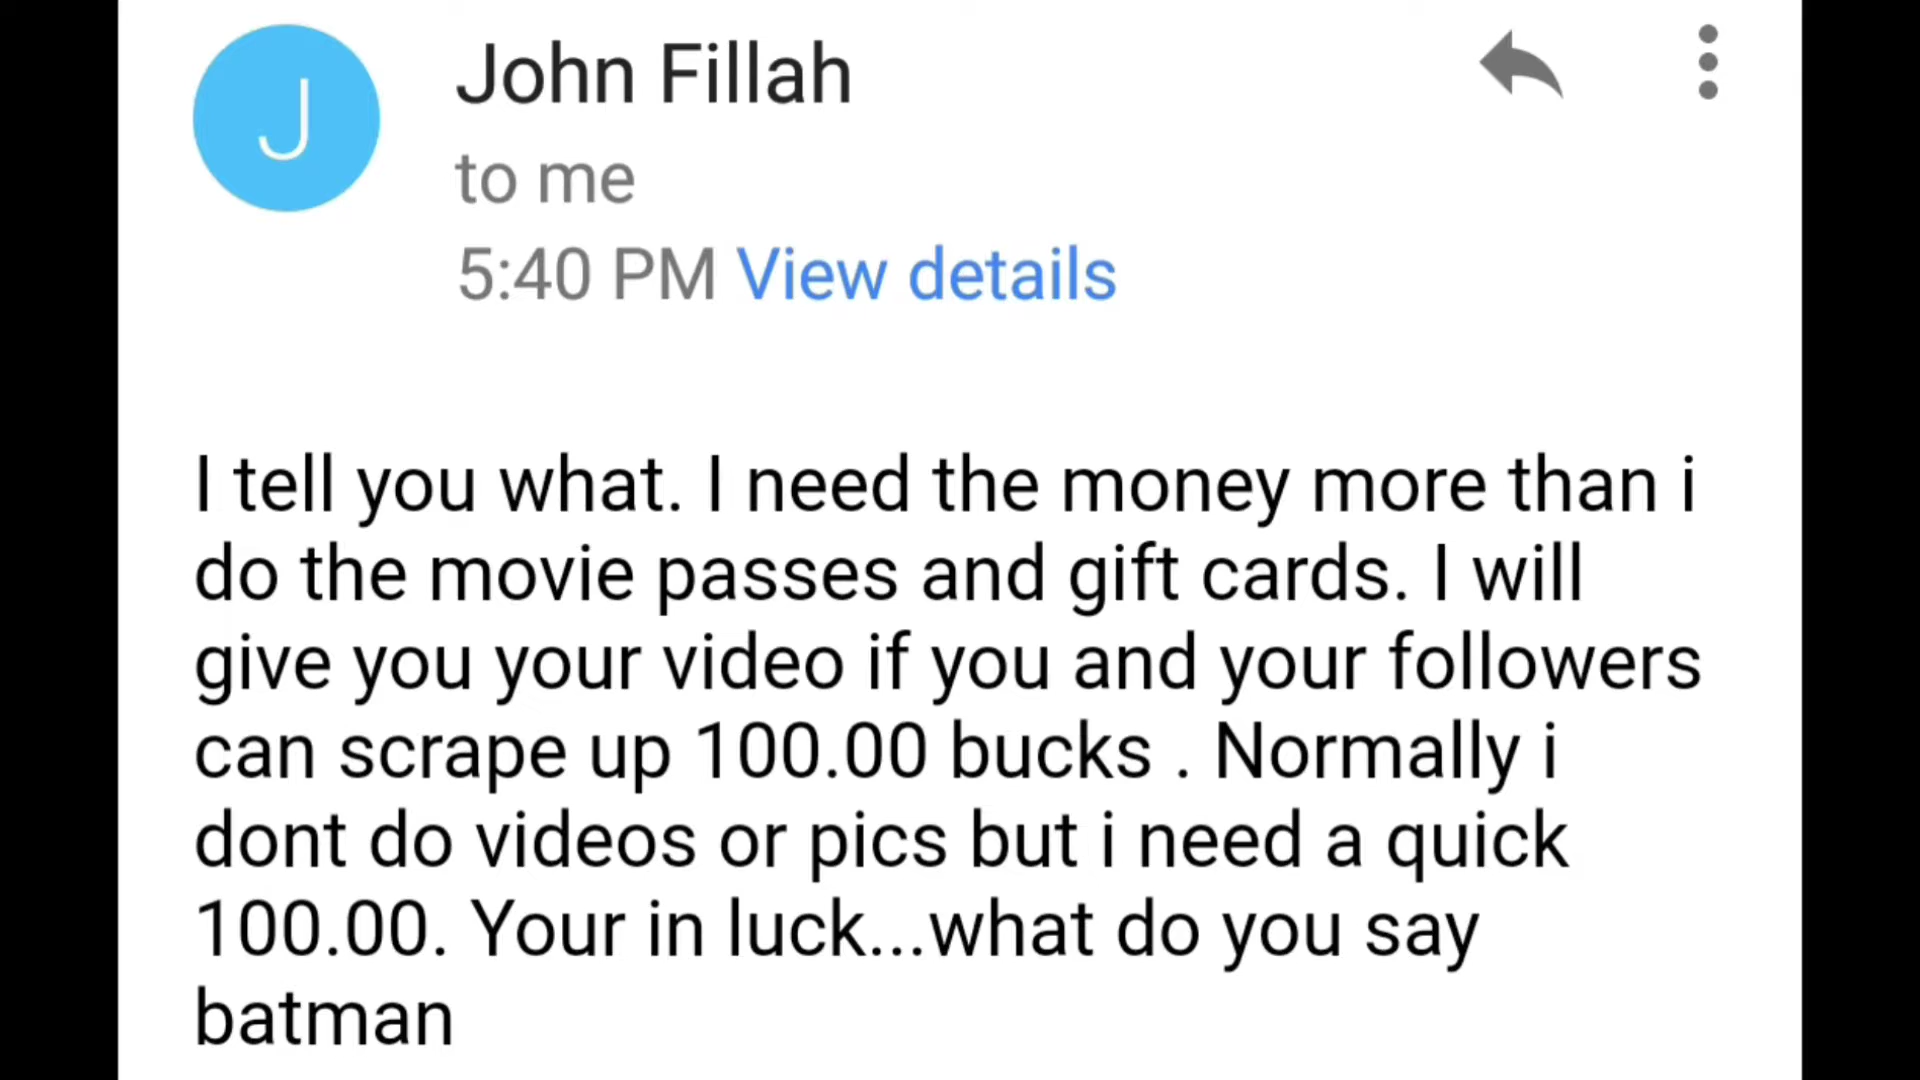 J
John Fillah
to me
5:40 PM View details
I tell you what. I need the money more than i
do the movie passes and gift cards. I will
give you your video if you and your followers
can scrape up 100.00 bucks . Normally i
dont do videos or pics but i need a quick
100.00. Your in luck...what do you say
batman